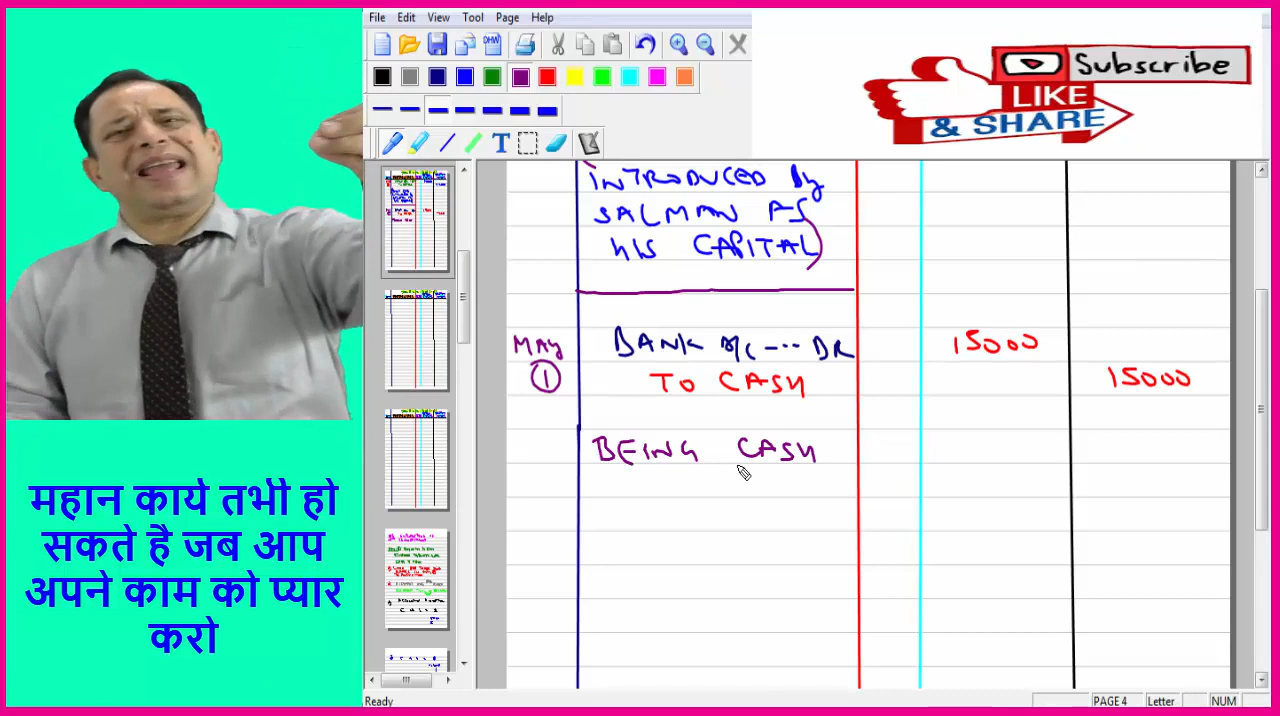 File Edit View Tool Page Help
Subscribe
LIKE
& SHARE
INTRODUCED By
SALMAN AS
HIS CAPITAL)
MAY BANK A/C --- DR 15000
1 TO CASH 15000
BEING CASH
महान कार्य तभी हो
सकते है जब आप
अपने काम को प्यार
करो
Ready PAGE 4 Letter NUM